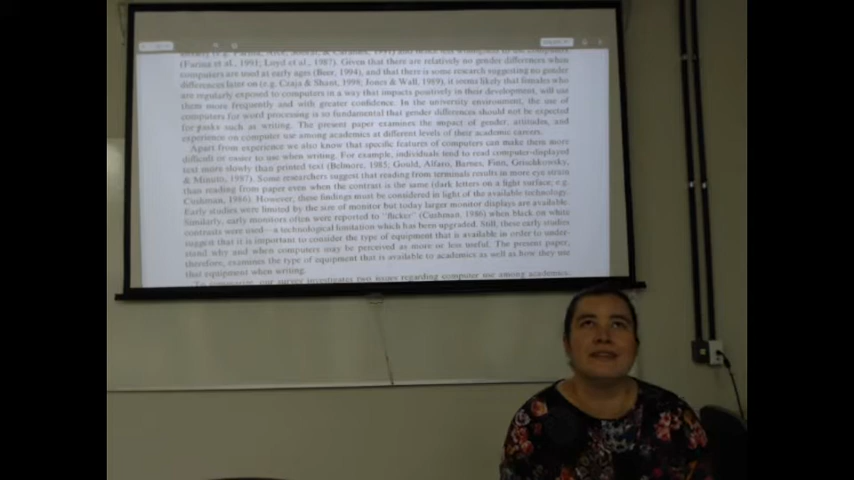 (Farina et al., 1991; Loyd et al., 1987). Given that there are relatively no gender differences when
computers are used at early ages (Beer, 1994), and that there is some research suggesting no gender
differences later on (e.g. Czaja & Sharit, 1998; Jones & Wall, 1989), it seems likely that females who
are regularly exposed to computers in a way that impacts positively in their development, will use
them more frequently and with greater confidence. In the university environment, the use of
computers for word processing is so fundamental that gender differences should not be expected
for tasks such as writing. The present paper examines the impact of gender, attitudes, and
experience on computer use among academics at different levels of their academic careers.
Apart from experience we also know that specific features of computers can make them more
difficult or easier to use when writing. For example, individuals tend to read computer-displayed
text more slowly than printed text (Belmore, 1985; Gould, Alfaro, Barnes, Finn, Grischkowsky,
& Minuto, 1987). Some researchers suggest that reading from terminals results in more eye strain
than reading from paper even when the contrast is the same (dark letters on a light surface; e.g.
Cushman, 1986). However, these findings must be considered in light of the available technology.
Early studies were limited by the size of monitor but today larger monitor displays are available.
Similarly, early monitors often were reported to "flicker" (Cushman, 1986) when black on white
contrasts were used—a technological limitation which has been upgraded. Still, these early studies
suggest that it is important to consider the type of equipment that is available in order to under-
stand why and when computers may be perceived as more or less useful. The present paper,
therefore, examines the type of equipment that is available to academics as well as how they use
that equipment when writing.
To summarize, our survey investigates two issues regarding computer use among academics.